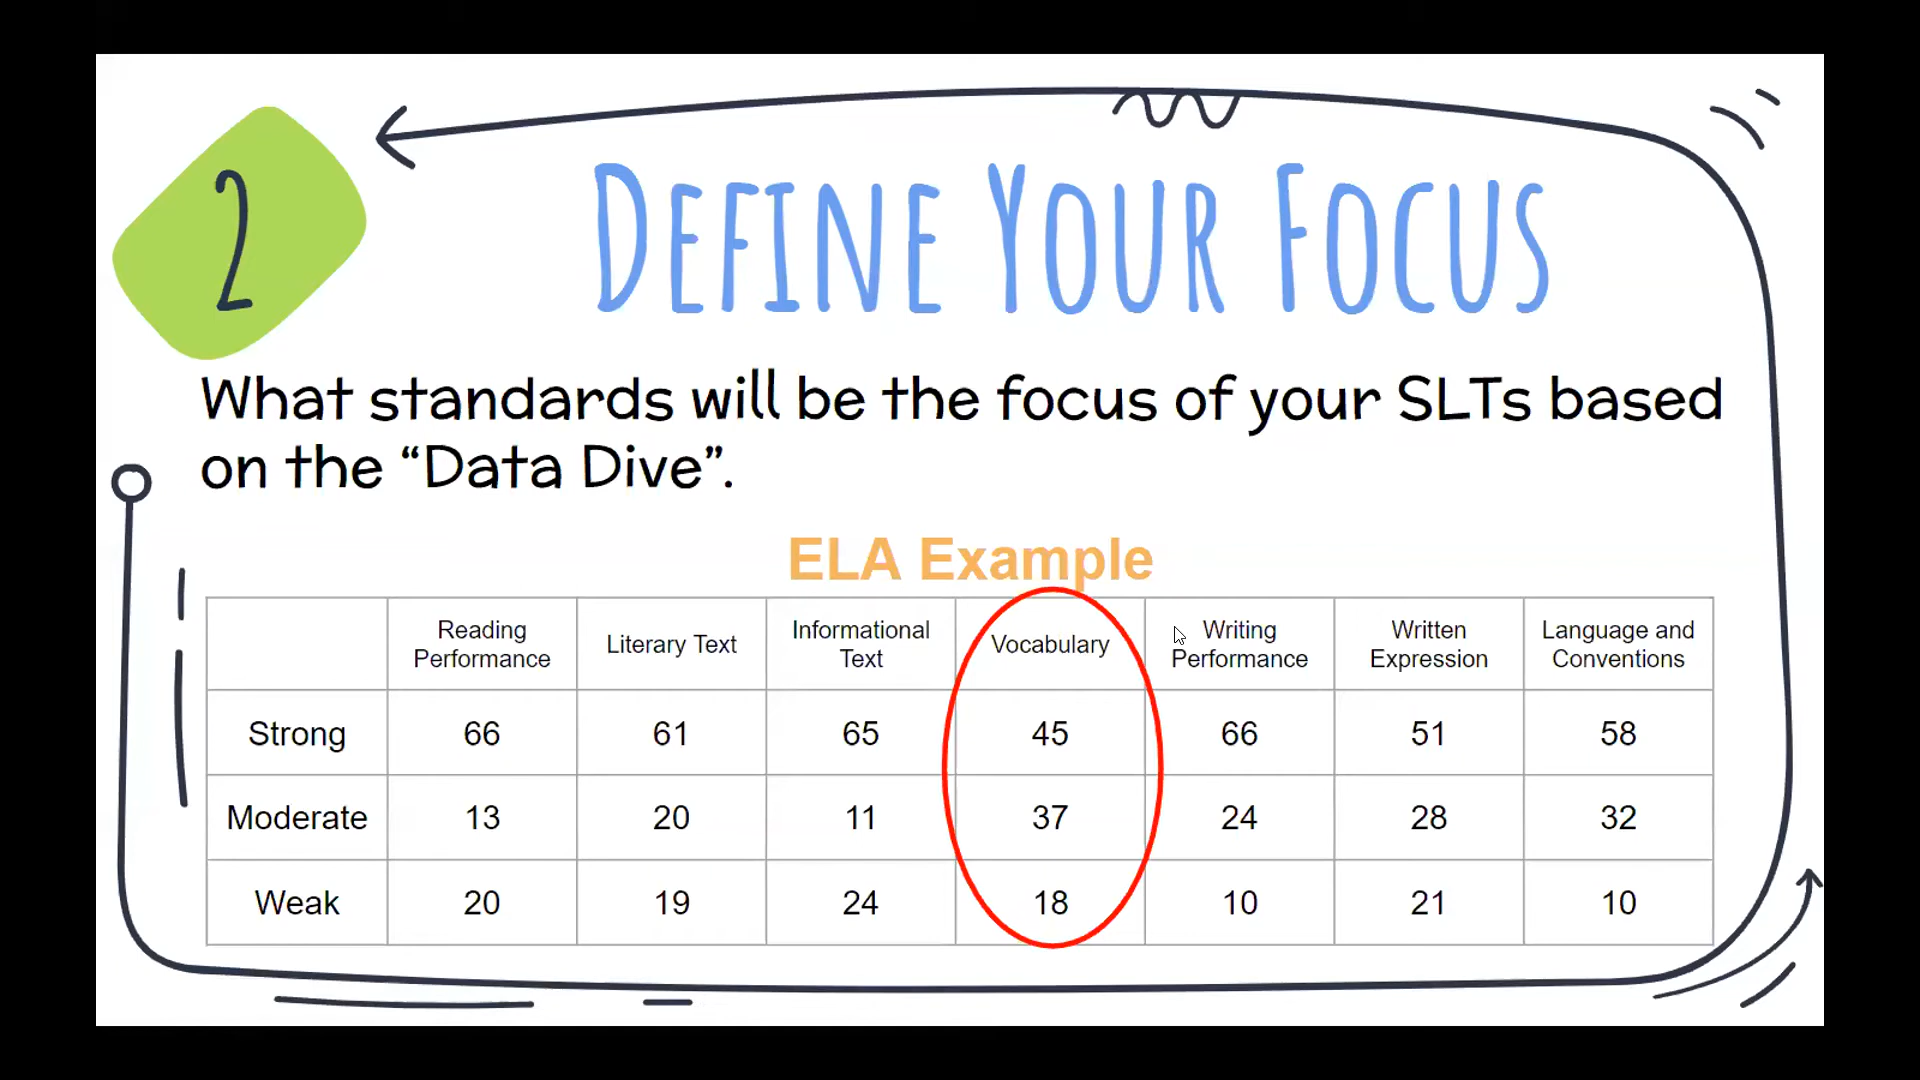 2
DEFINE YOUR FOCUS
What standards will be the focus of your SLTs based
on the “Data Dive”.
ELA Example
Reading Performance Literary Text Informational Text Vocabulary Writing Performance Written Expression Language and Conventions
Strong 66 61 65 45 66 51 58
Moderate 13 20 11 37 24 28 32
Weak 20 19 24 18 10 21 10